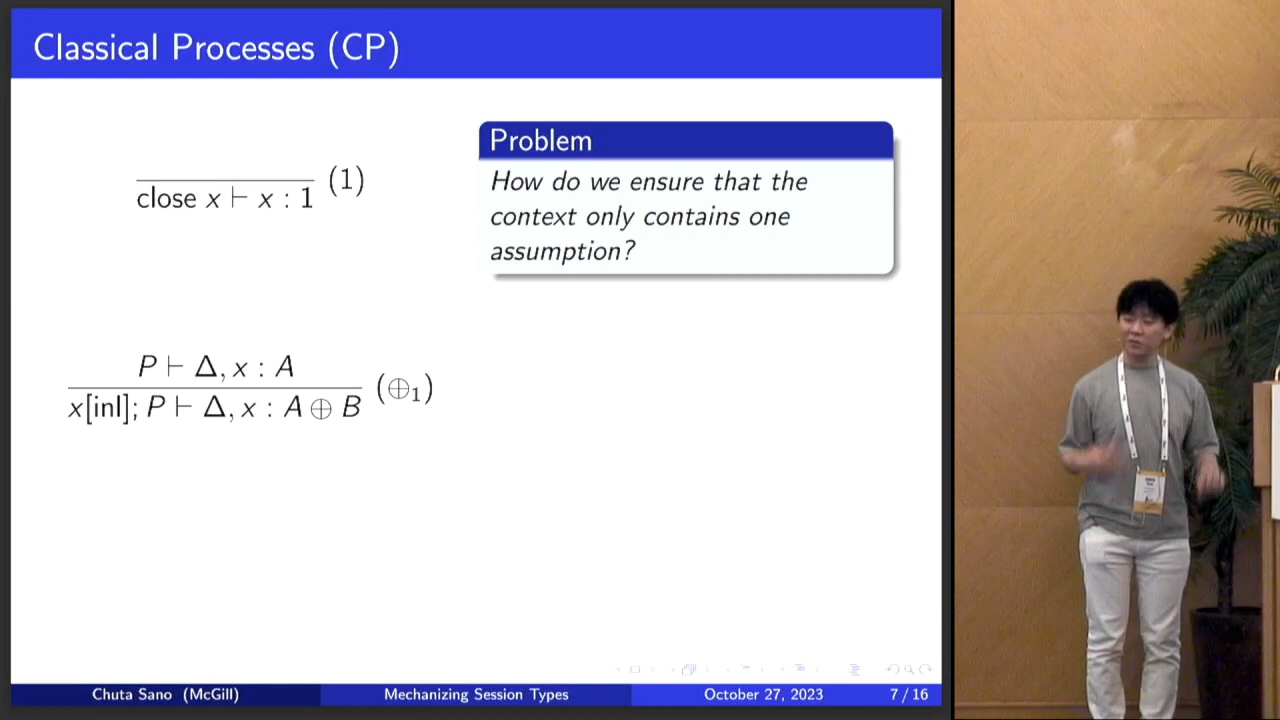 Classical Processes (CP)
close x ⊢ x : 1 (1)
Problem
How do we ensure that the
context only contains one
assumption?
P ⊢ Δ, x : A
x[inl]; P ⊢ Δ, x : A ⊕ B (⊕₁)
Chuta Sano (McGill) Mechanizing Session Types October 27, 2023 7 / 16